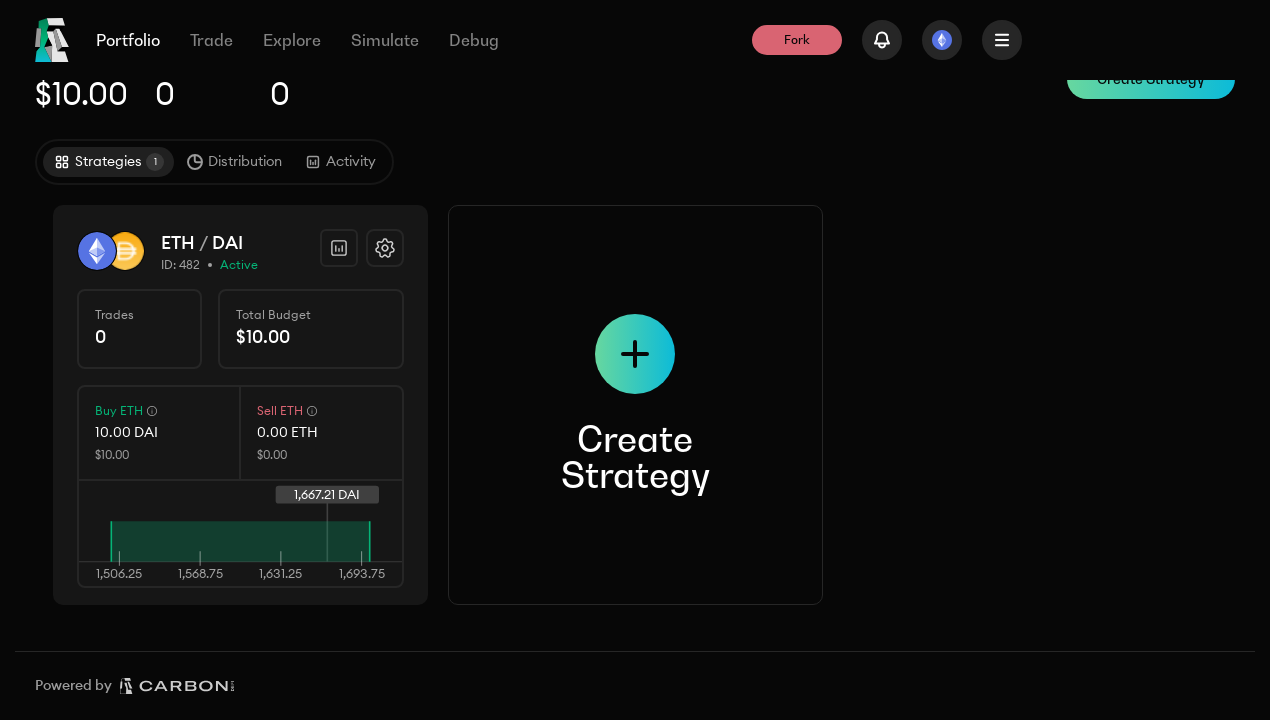 Portfolio
Trade
Explore
Simulate
Debug
Fork
Create Strategy
$10.00
0
0
Strategies 1
Distribution
Activity
ETH / DAI
ID: 482 • Active
Trades
0
Total Budget
$10.00
Buy ETH
10.00 DAI
$10.00
Sell ETH
0.00 ETH
$0.00
1,667.21 DAI
1,506.25
1,568.75
1,631.25
1,693.75
Create
Strategy
Powered by CARBON DEFI